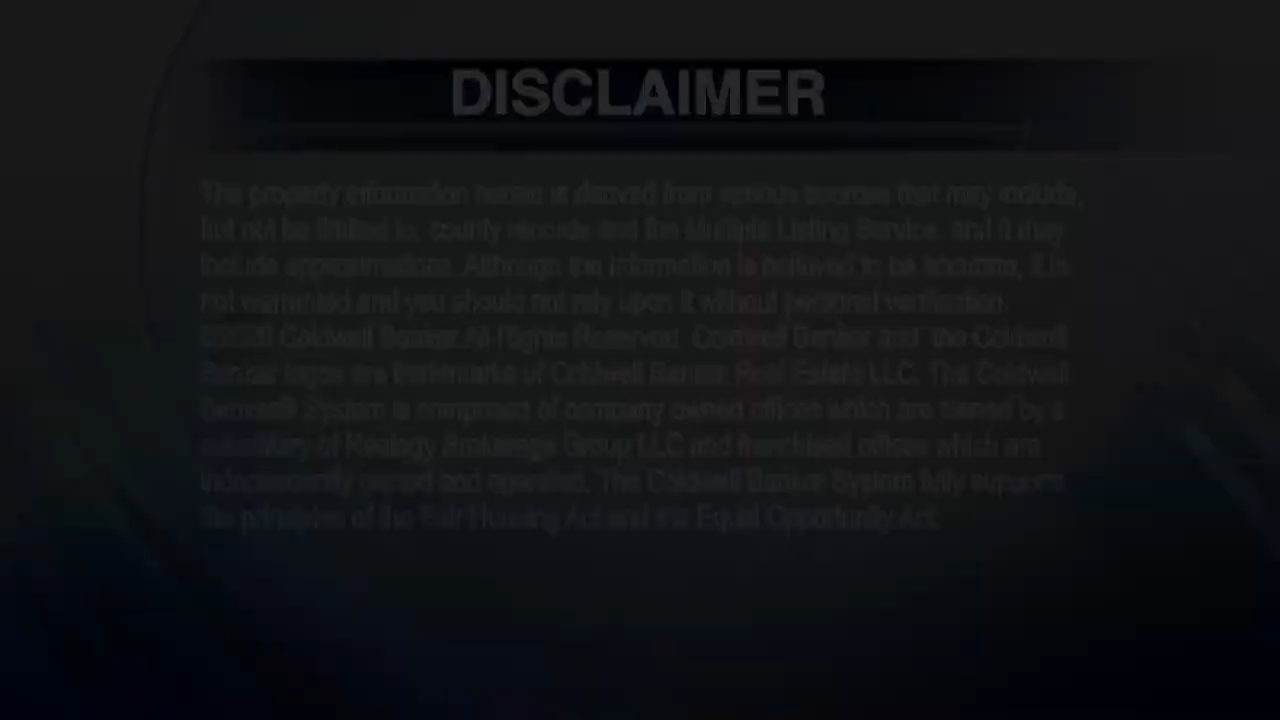 DISCLAIMER
The property information herein is derived from various sources that may include,
but not be limited to, county records and the Multiple Listing Service, and it may
include approximations. Although the information is believed to be accurate, it is
not warranted and you should not rely upon it without personal verification.
Coldwell Banker. All Rights Reserved. Coldwell Banker and the Coldwell
Banker logos are trademarks of Coldwell Banker Real Estate LLC. The Coldwell
Banker® System is comprised of company owned offices which are owned by a
subsidiary of Realogy Brokerage Group LLC and franchised offices which are
independently owned and operated. The Coldwell Banker System fully supports
the principles of the Fair Housing Act and the Equal Opportunity Act.